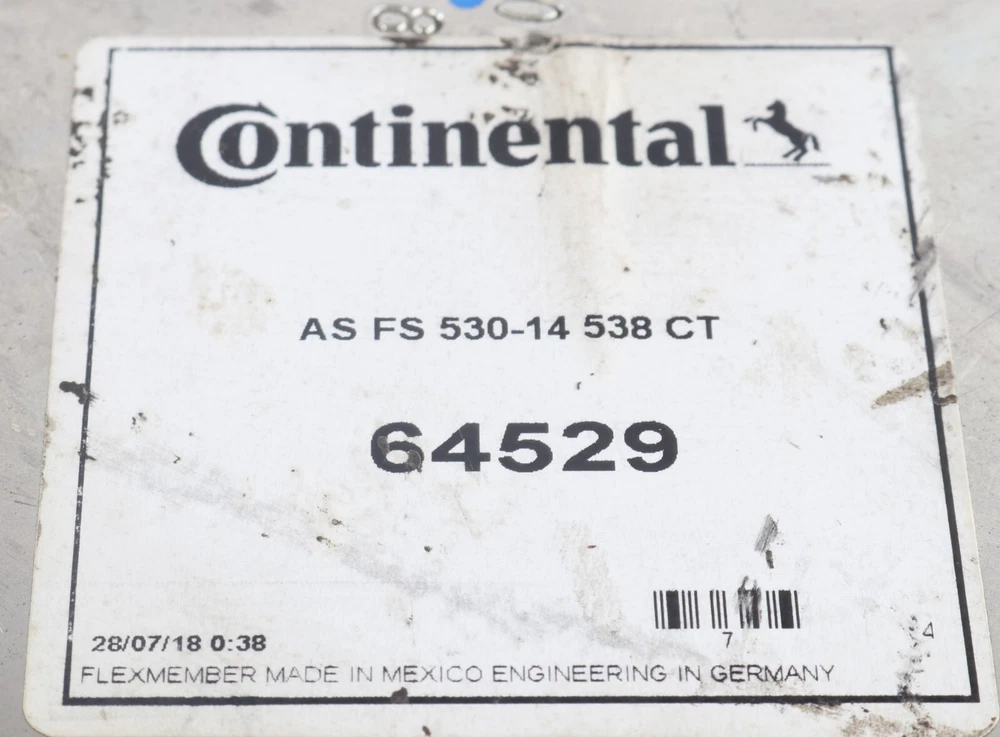 80
Continental
AS FS 530-14 538 CT
64529
7
4
28/07/18 0:38
FLEXMEMBER MADE IN MEXICO ENGINEERING IN GERMANY